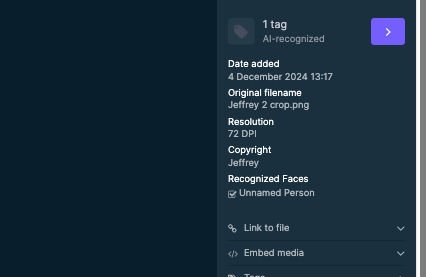 1 tag
AI-recognized
Date added
4 December 2024 13:17
Original filename
Jeffrey 2 crop.png
Resolution
72 DPI
Copyright
Jeffrey
Recognized Faces
Unnamed Person
Link to file
Embed media
Tags